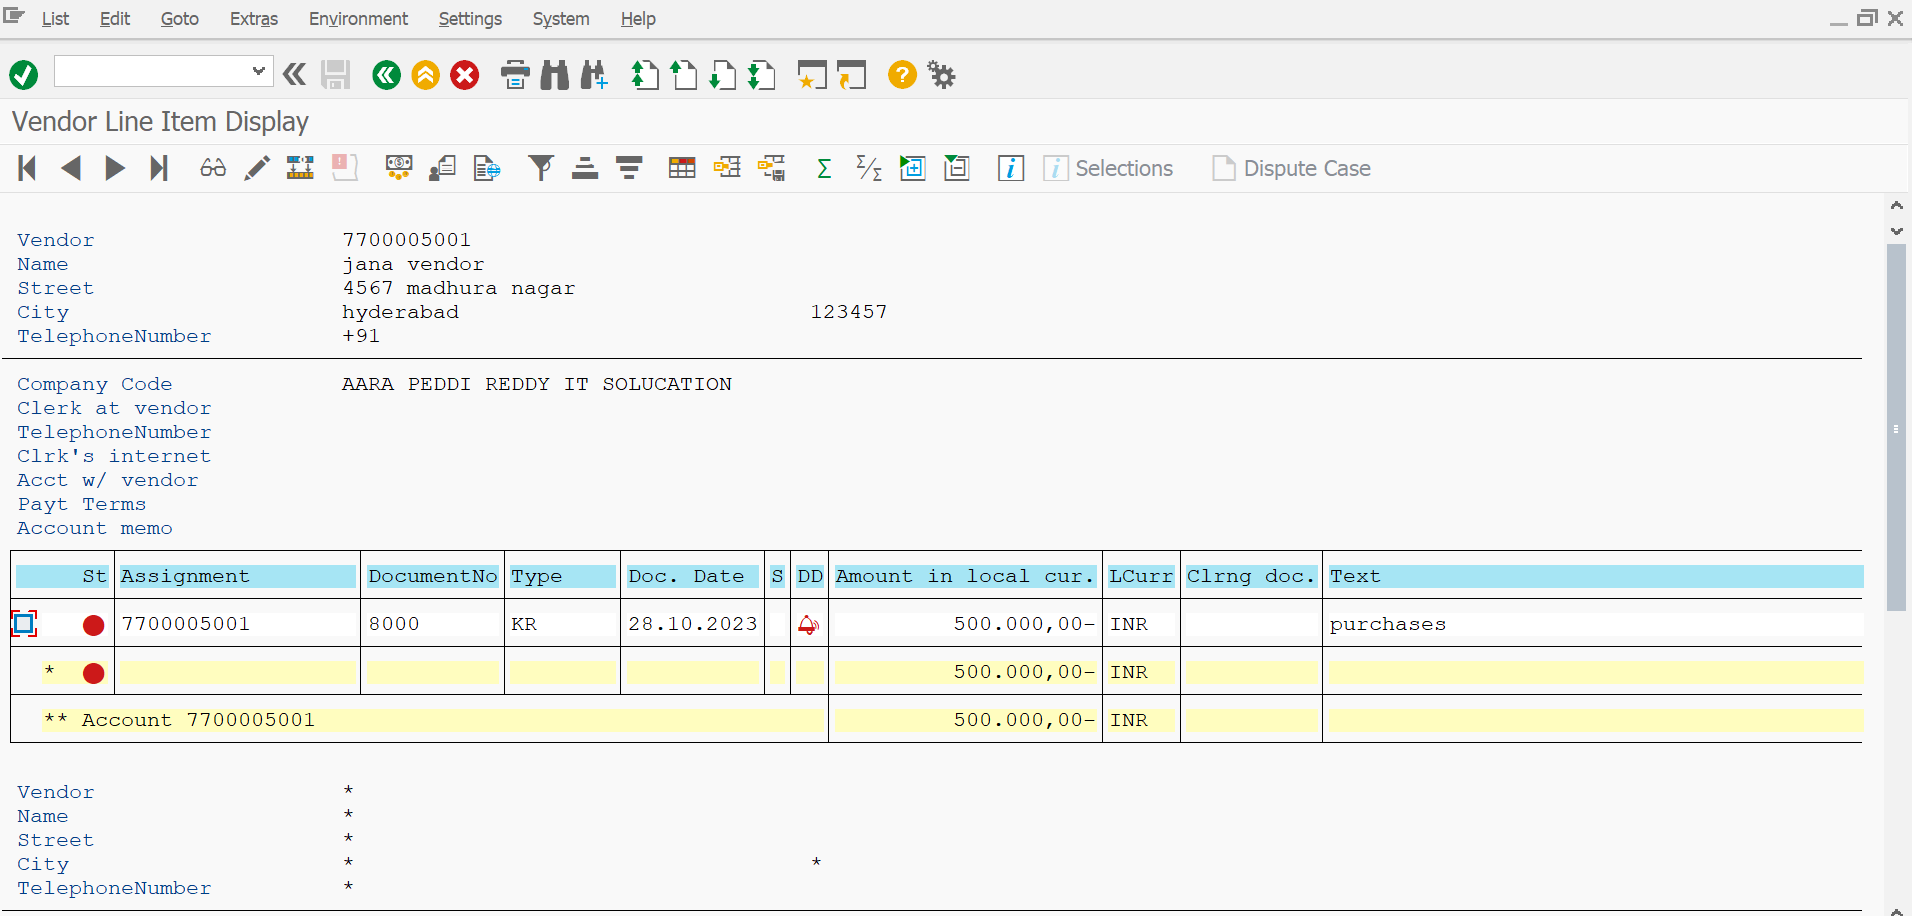 List Edit Goto Extras Environment Settings System Help
Vendor Line Item Display
Selections Dispute Case
Vendor 7700005001
Name jana vendor
Street 4567 madhura nagar
City hyderabad 123457
TelephoneNumber +91
Company Code AARA PEDDI REDDY IT SOLUCATION
Clerk at vendor
TelephoneNumber
Clrk's internet
Acct w/ vendor
Payt Terms
Account memo
St Assignment DocumentNo Type Doc. Date S DD Amount in local cur. LCurr Clrng doc. Text
7700005001 8000 KR 28.10.2023 500.000,00- INR purchases
* 500.000,00- INR
** Account 7700005001 500.000,00- INR
Vendor *
Name *
Street *
City * *
TelephoneNumber *